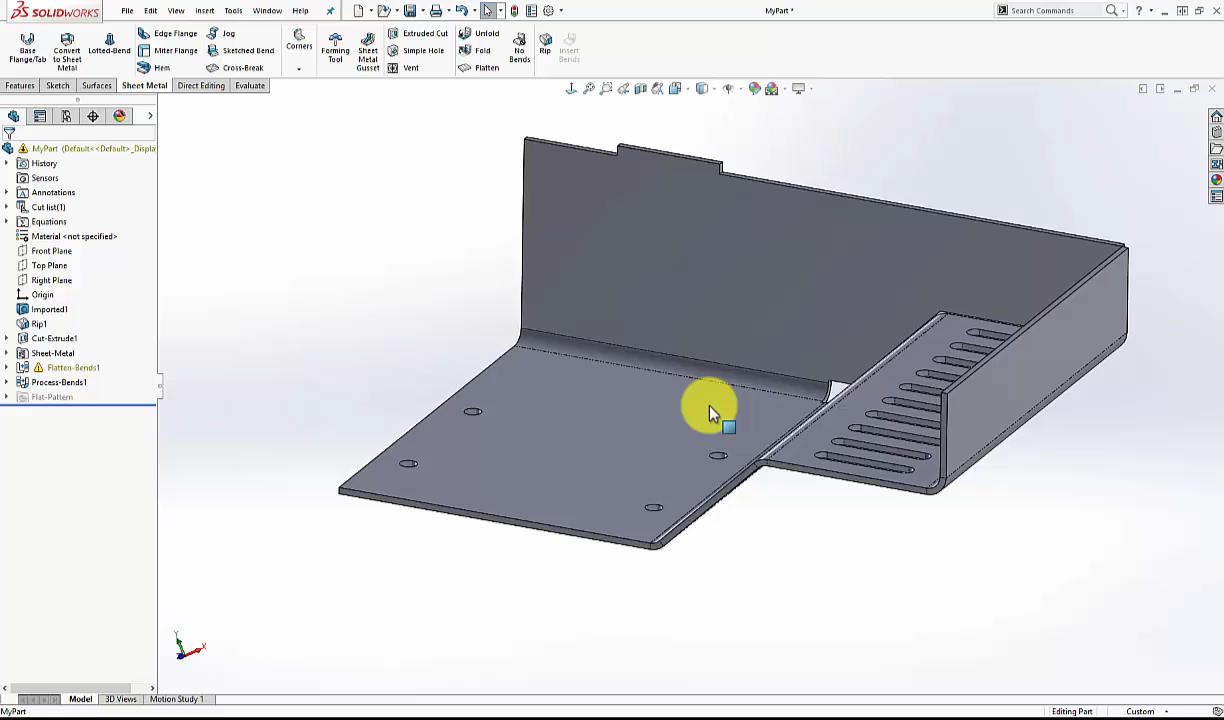 SOLIDWORKS
File Edit View Insert Tools Window Help
MyPart *
Search Commands
?
Base Flange/Tab
Convert to Sheet Metal
Lofted-Bend
Edge Flange
Miter Flange
Hem
Jog
Sketched Bend
Cross-Break
Corners
Forming Tool
Sheet Metal Gusset
Extruded Cut
Simple Hole
Vent
Unfold
Fold
Flatten
No Bends
Rip
Insert Bends
Features Sketch Surfaces Sheet Metal Direct Editing Evaluate
MyPart (Default<<Default>_Displa
History
Sensors
Annotations
Cut list(1)
Equations
Material <not specified>
Front Plane
Top Plane
Right Plane
Origin
Imported1
Rip1
Cut-Extrude1
Sheet-Metal
Flatten-Bends1
Process-Bends1
Flat-Pattern
Y
X
Model 3D Views Motion Study 1
MyPart
Editing Part
Custom